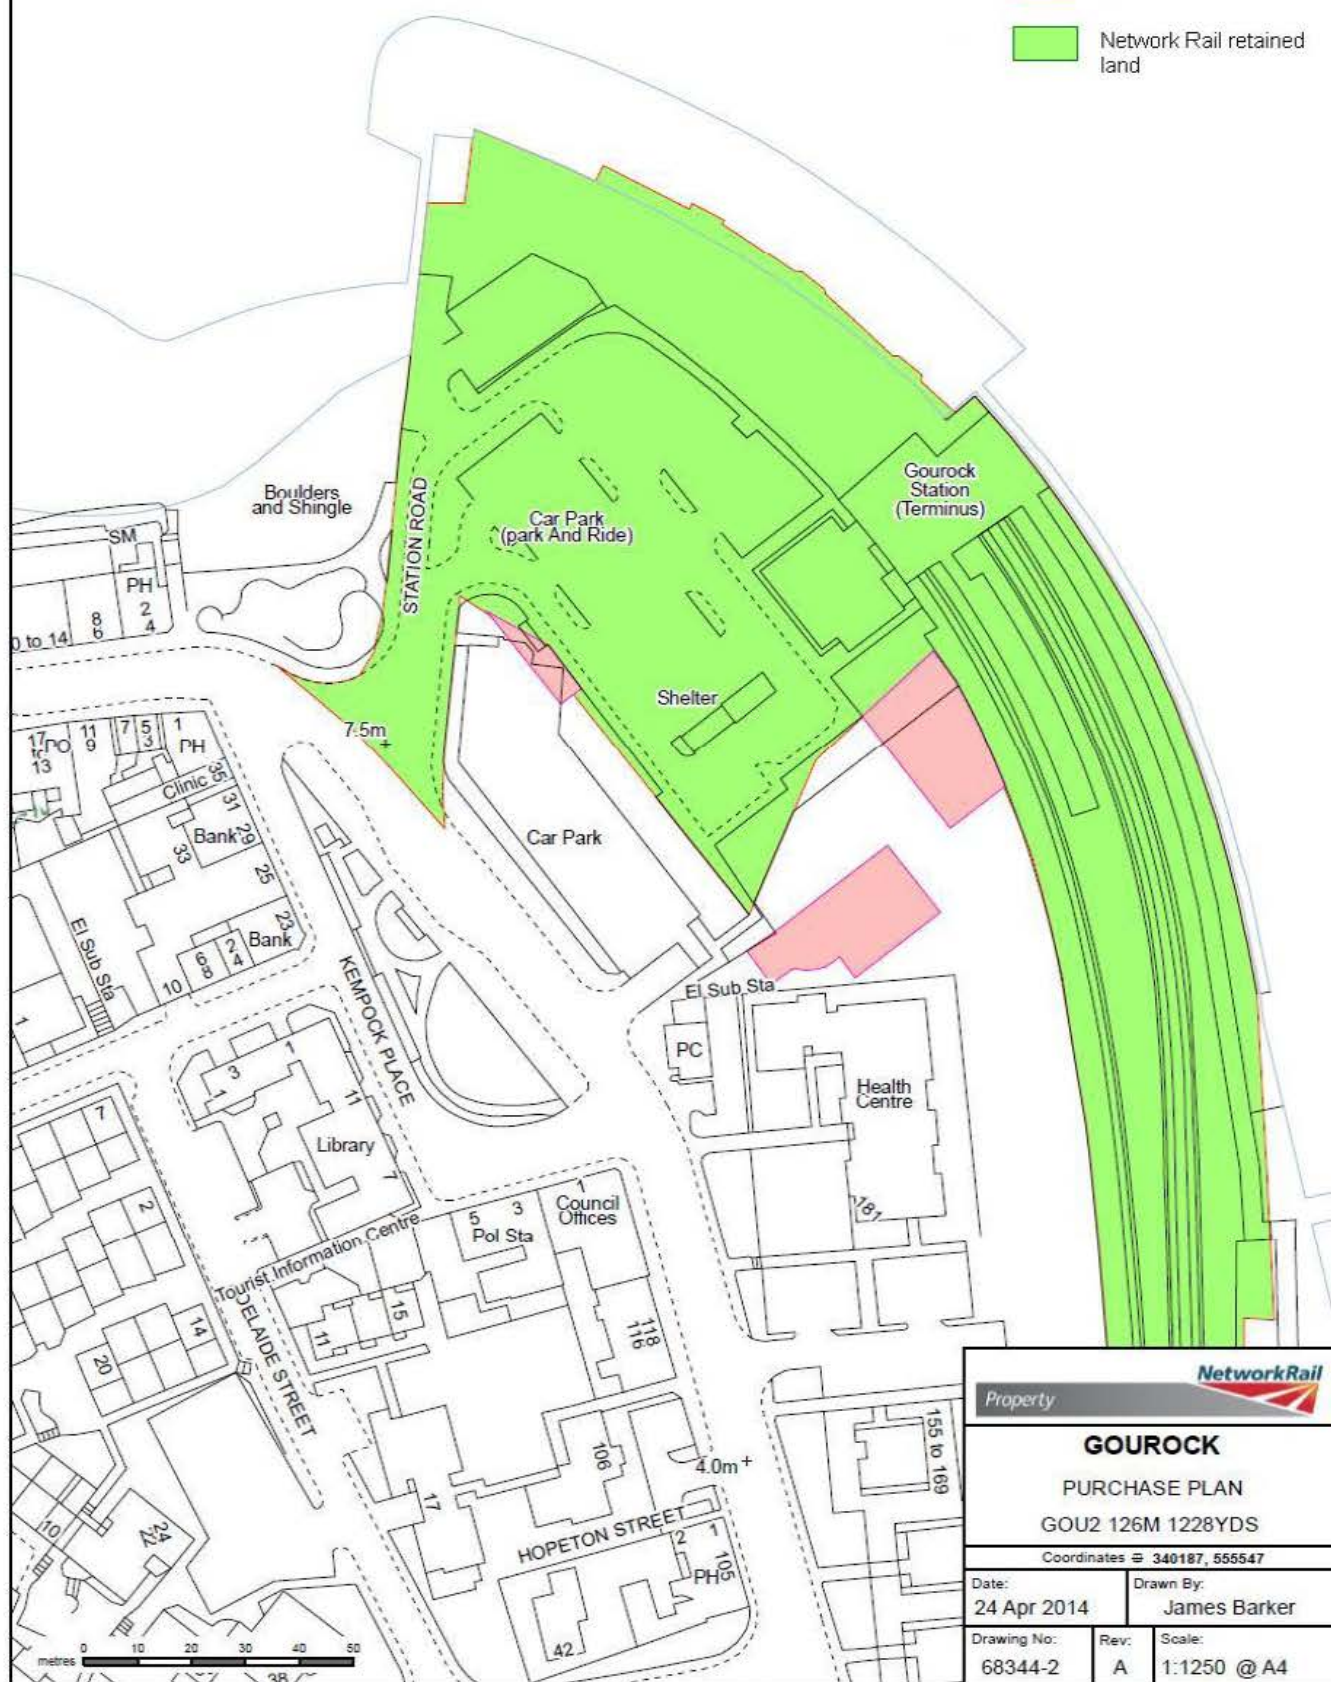 Network Rail retained
land
Gourock
Station
(Terminus)
Boulders
and Shingle
STATION ROAD
Car Park
(park And Ride)
SM
PH
2
4
8
6
0 to 14
Shelter
7.5m
17
PO
13
11
9
7
5
3
1
PH
Clinic
35
31
29
Bank
33
25
23
Bank
2
4
6
8
10
El Sub Sta
1
Car Park
KEMPOCK PLACE
El Sub Sta
PC
Health
Centre
181
3
1
1
11
Library
7
7
2
14
20
Tourist Information Centre
5
3
1
Pol Sta
Council
Offices
15
11
118
116
DELAIDE STREET
17
106
4.0m
155 to 169
HOPETON STREET
2
1
105
PH
42
10
24
22
38
metres 0 10 20 30 40 50
Property
NetworkRail
GOUROCK
PURCHASE PLAN
GOU2 126M 1228YDS
Coordinates 340187, 555547
Date:
24 Apr 2014
Drawn By:
James Barker
Drawing No:
68344-2
Rev:
A
Scale:
1:1250 @ A4